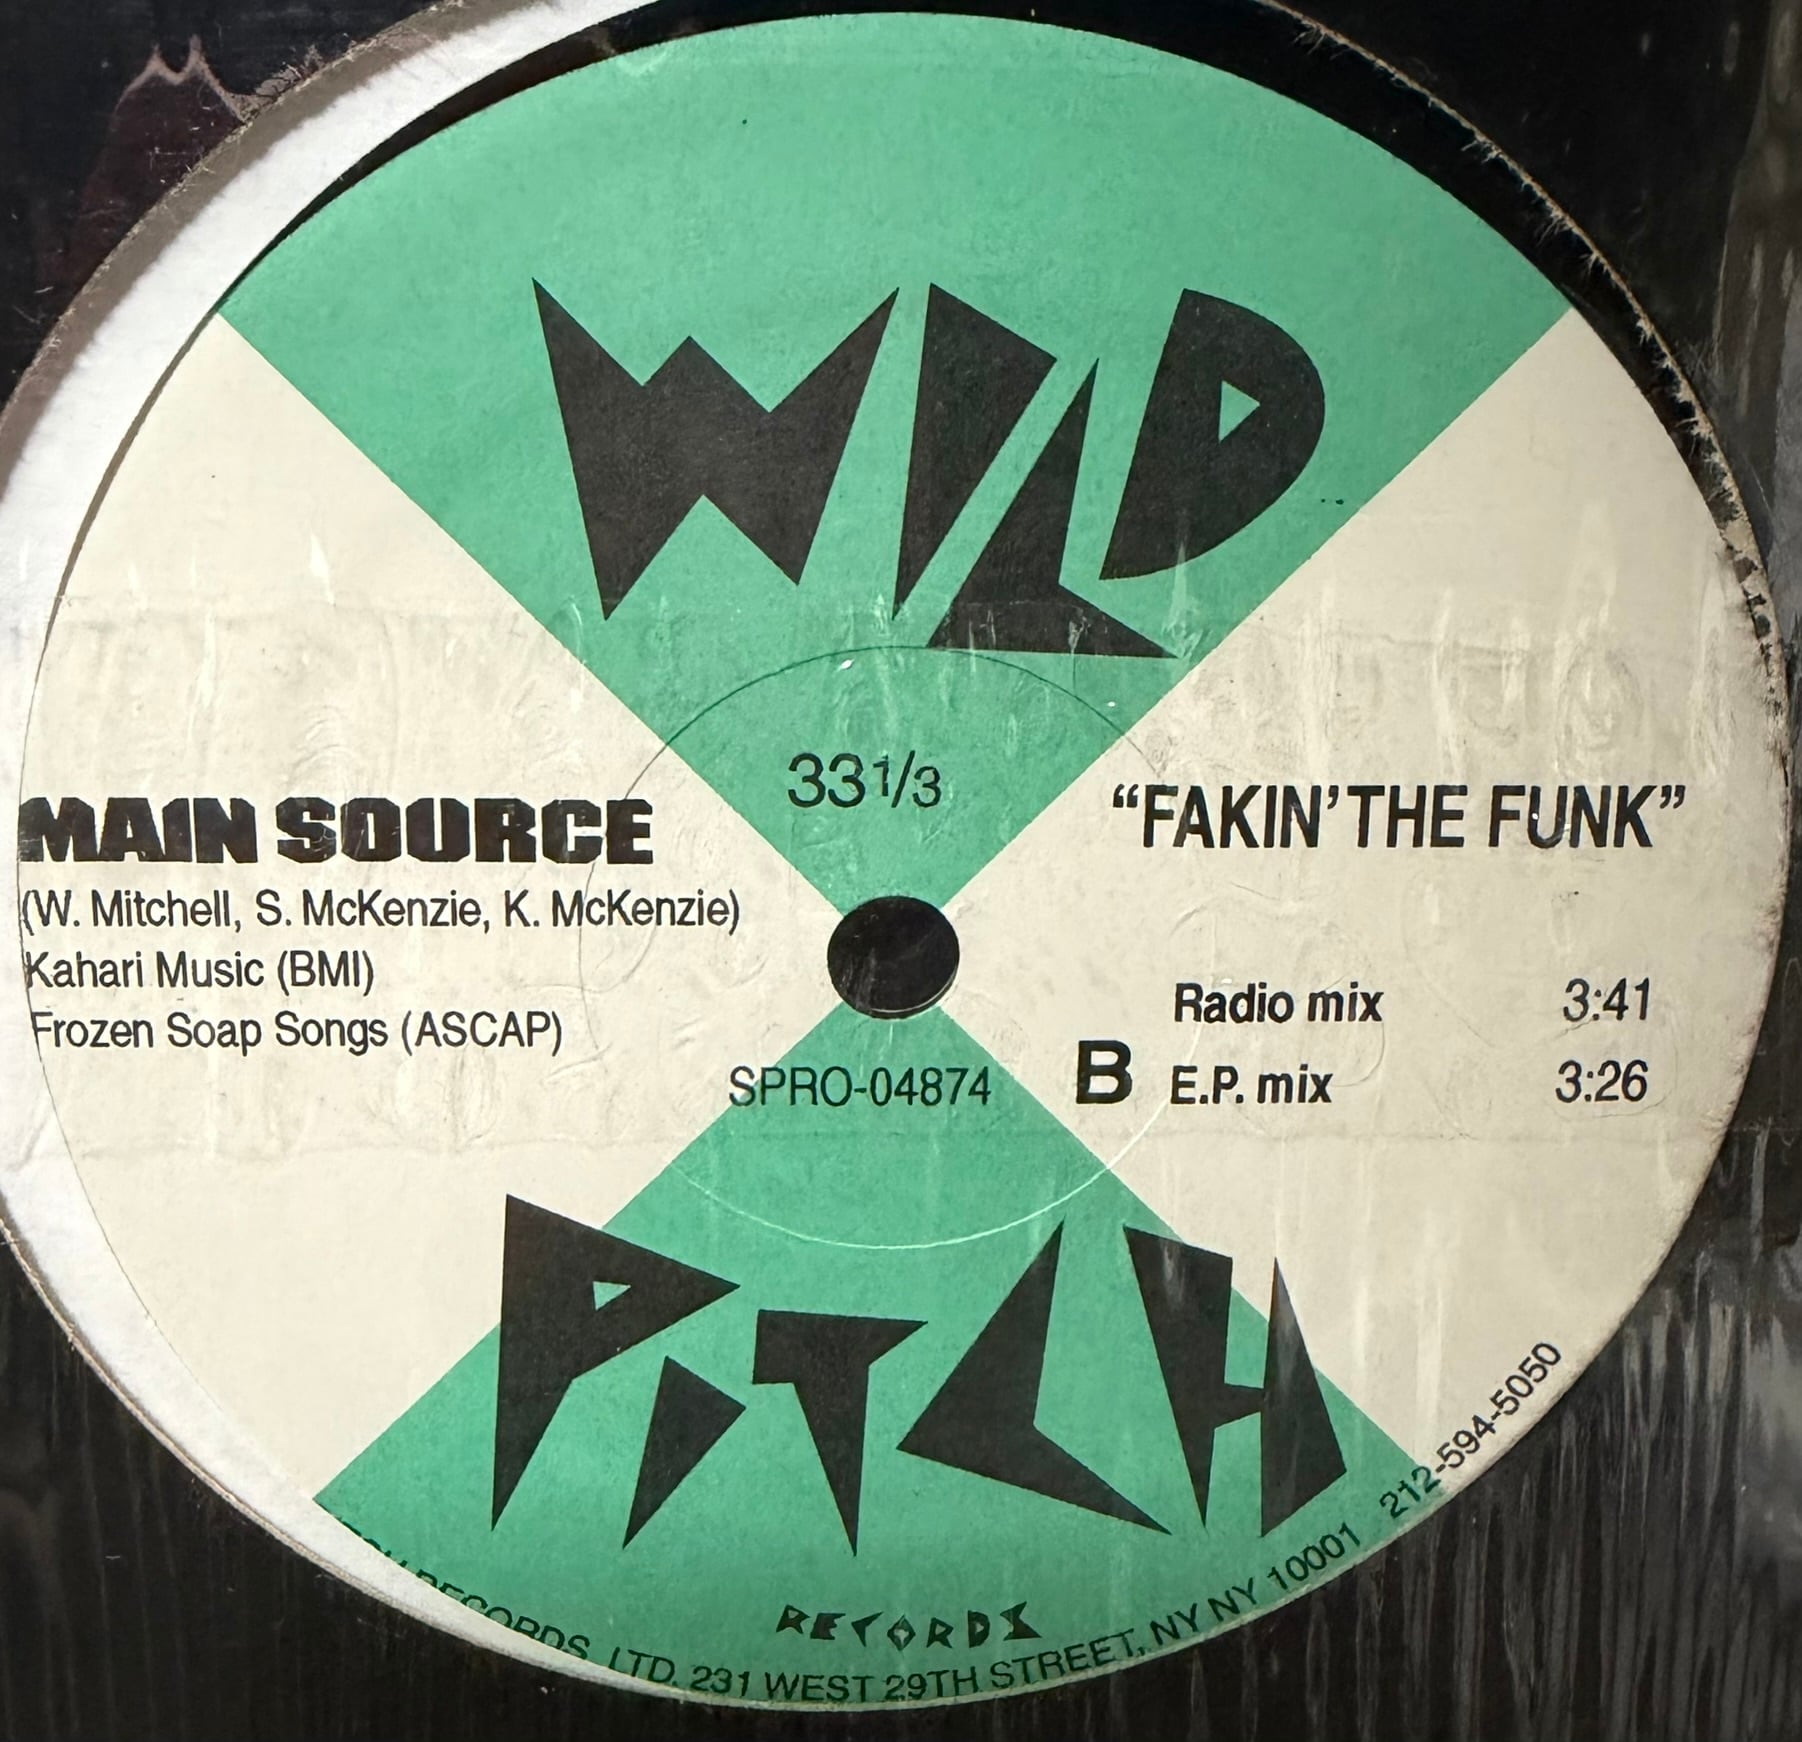 WILD
33 1/3
MAIN SOURCE
(W. Mitchell, S. McKenzie, K. McKenzie)
Kahari Music (BMI)
Frozen Soap Songs (ASCAP)
"FAKIN' THE FUNK"
Radio mix 3:41
B E.P. mix 3:26
SPRO-04874
PITCH
RECORDS
RECORDS, LTD. 231 WEST 29TH STREET, NY NY 10001 212-594-5050